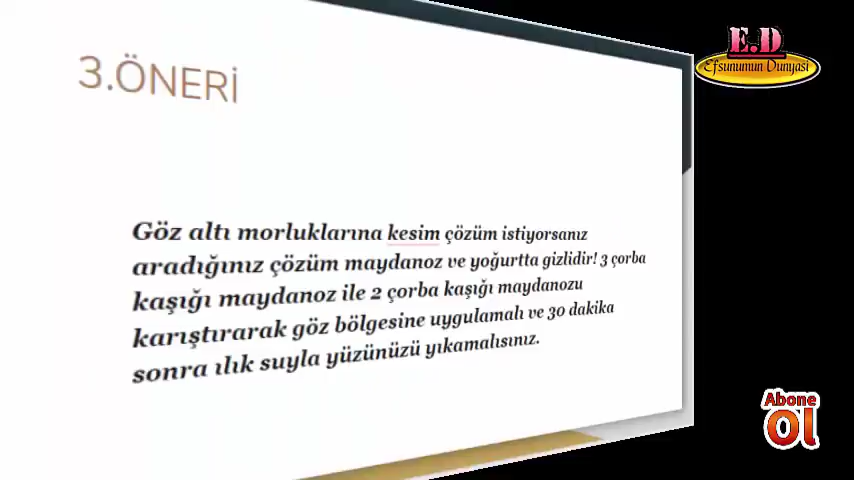 E.D
Efsunumun Dunyasi
3.ÖNERİ
Göz altı morluklarına kesim çözüm istiyorsanız
aradığınız çözüm maydanoz ve yoğurtta gizlidir! 3 çorba
kaşığı maydanoz ile 2 çorba kaşığı maydanozu
karıştırarak göz bölgesine uygulamalı ve 30 dakika
sonra ılık suyla yüzünüzü yıkamalısınız.
Abone
Ol